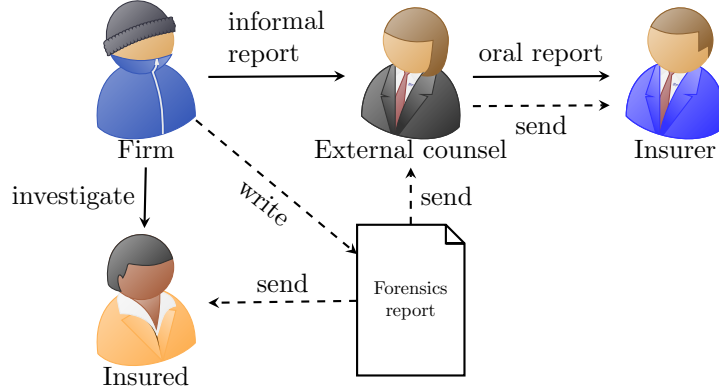 informal
report
oral report
send
Firm
External counsel
Insurer
investigate
write
send
Forensics
report
send
Insured